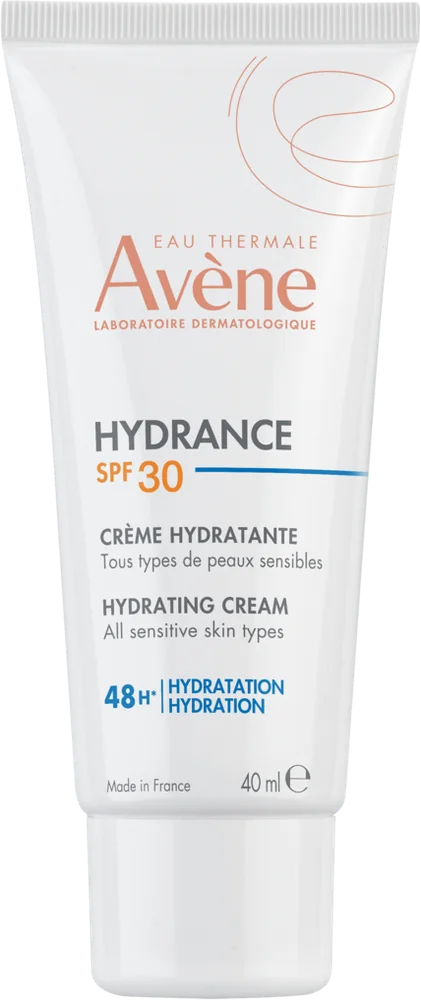 EAU THERMALE
Avène
LABORATOIRE DERMATOLOGIQUE
HYDRANCE
SPF 30
CRÈME HYDRATANTE
Tous types de peaux sensibles
HYDRATING CREAM
All sensitive skin types
48H* HYDRATATION
HYDRATION
Made in France 40 ml ℮